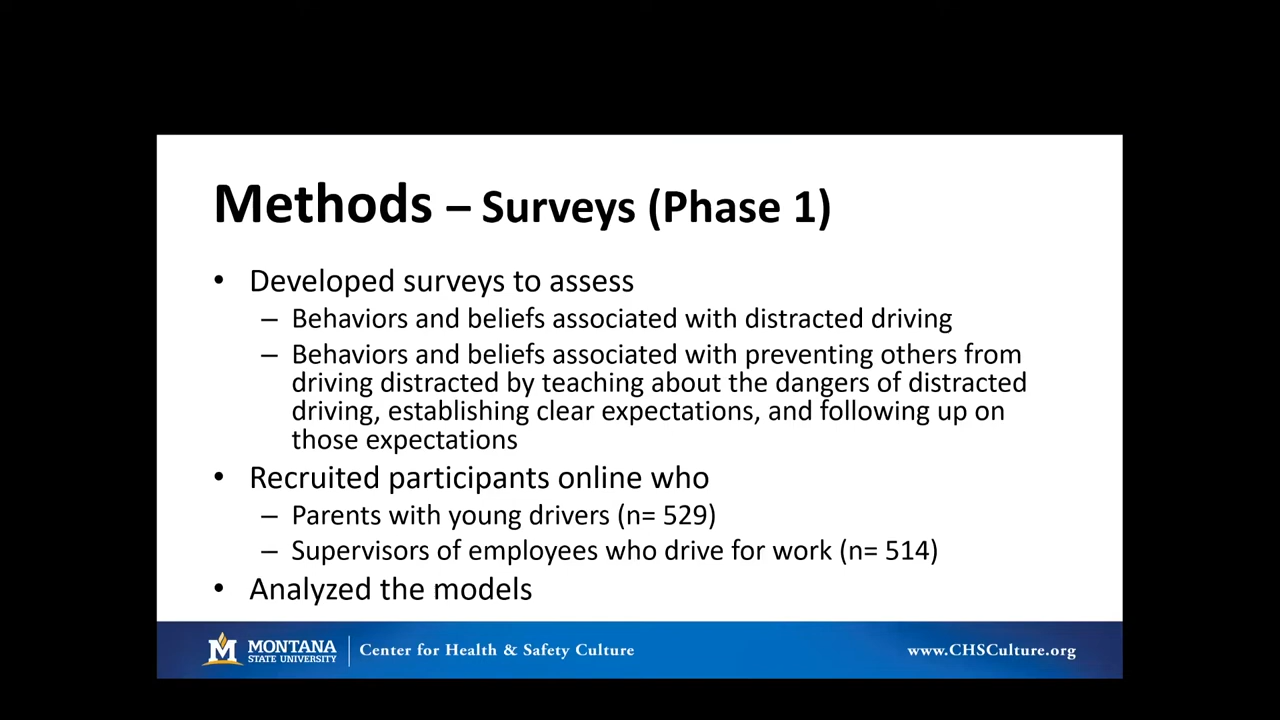 Methods – Surveys (Phase 1)
• Developed surveys to assess
– Behaviors and beliefs associated with distracted driving
– Behaviors and beliefs associated with preventing others from
driving distracted by teaching about the dangers of distracted
driving, establishing clear expectations, and following up on
those expectations
• Recruited participants online who
– Parents with young drivers (n= 529)
– Supervisors of employees who drive for work (n= 514)
• Analyzed the models
M MONTANA
STATE UNIVERSITY
Center for Health & Safety Culture
www.CHSCulture.org